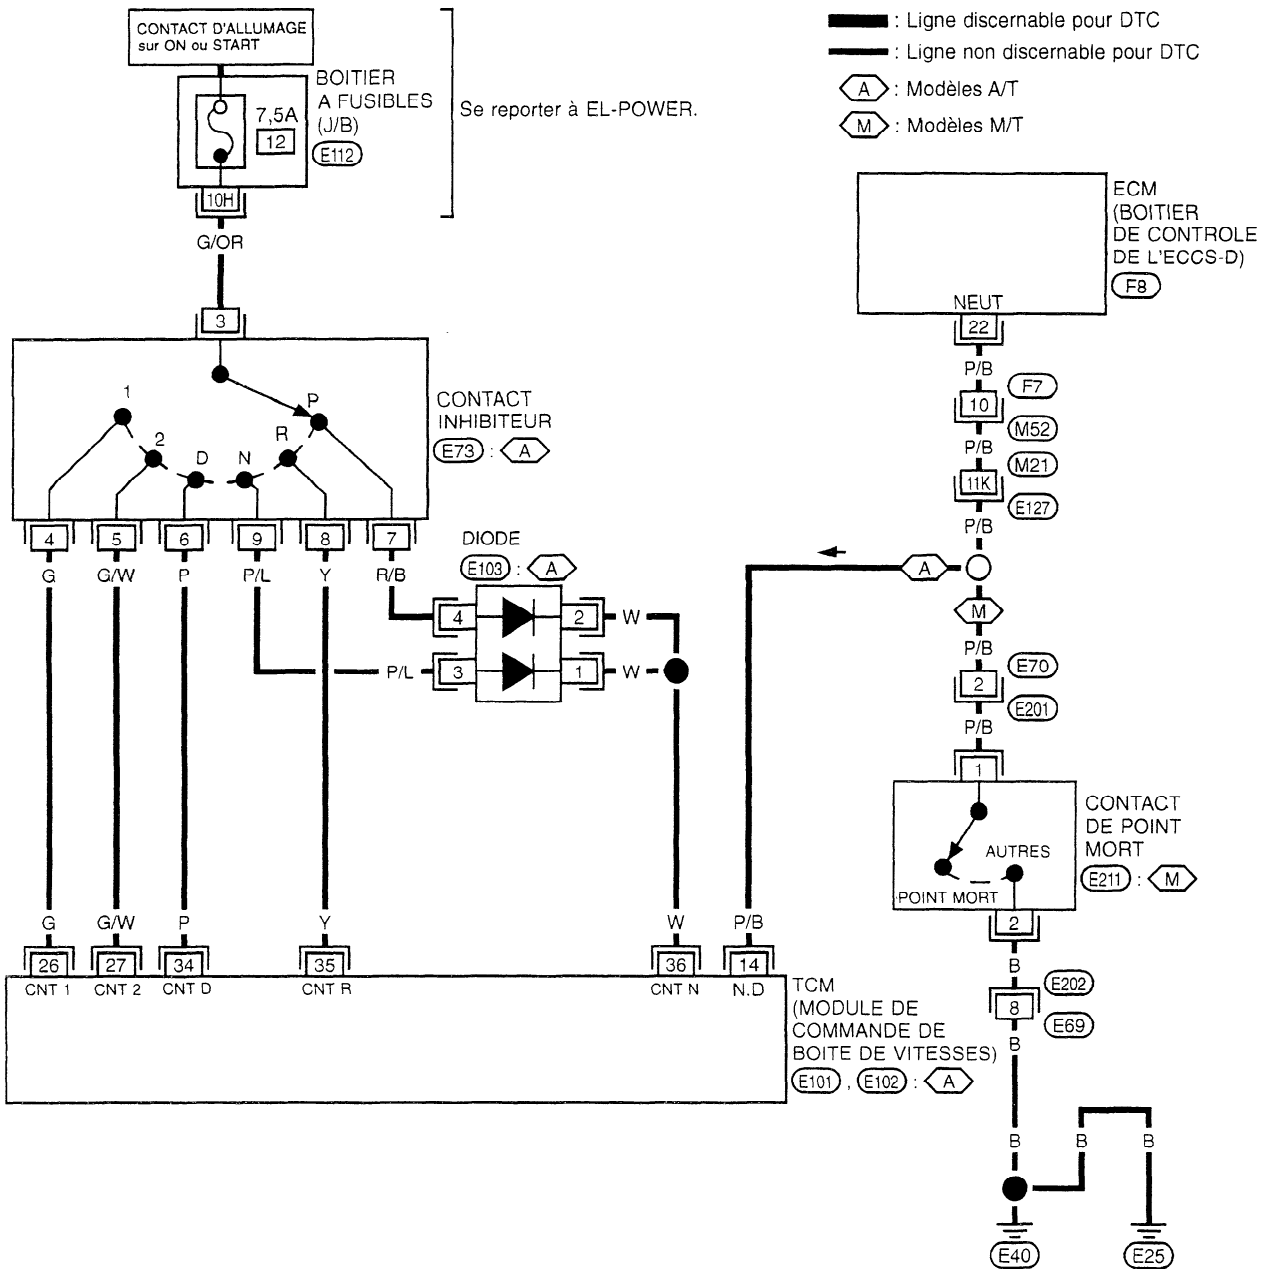 CONTACT D'ALLUMAGE
sur ON ou START
BOITIER
A FUSIBLES
(J/B)
E112
7,5A
12
10H
Se reporter à EL-POWER.
: Ligne discernable pour DTC
: Ligne non discernable pour DTC
A : Modèles A/T
M : Modèles M/T
G/OR
3
ECM
(BOITIER
DE CONTROLE
DE L'ECCS-D)
F8
NEUT
22
P/B
F7
10
M52
P/B
M21
11K
E127
P/B
1
2
D
N
R
P
CONTACT
INHIBITEUR
E73 : A
4
5
6
9
8
7
G
G/W
P
P/L
Y
R/B
DIODE
E103 : A
4
2
W
P/L
3
1
W
A
M
P/B
E70
2
E201
P/B
1
CONTACT
DE POINT
MORT
E211 : M
AUTRES
POINT MORT
2
B
E202
8
E69
B
G
G/W
P
Y
W
P/B
26
27
34
35
36
14
CNT 1
CNT 2
CNT D
CNT R
CNT N
N.D
TCM
(MODULE DE
COMMANDE DE
BOITE DE VITESSES)
E101 , E102 : A
B
B
B
E40
E25